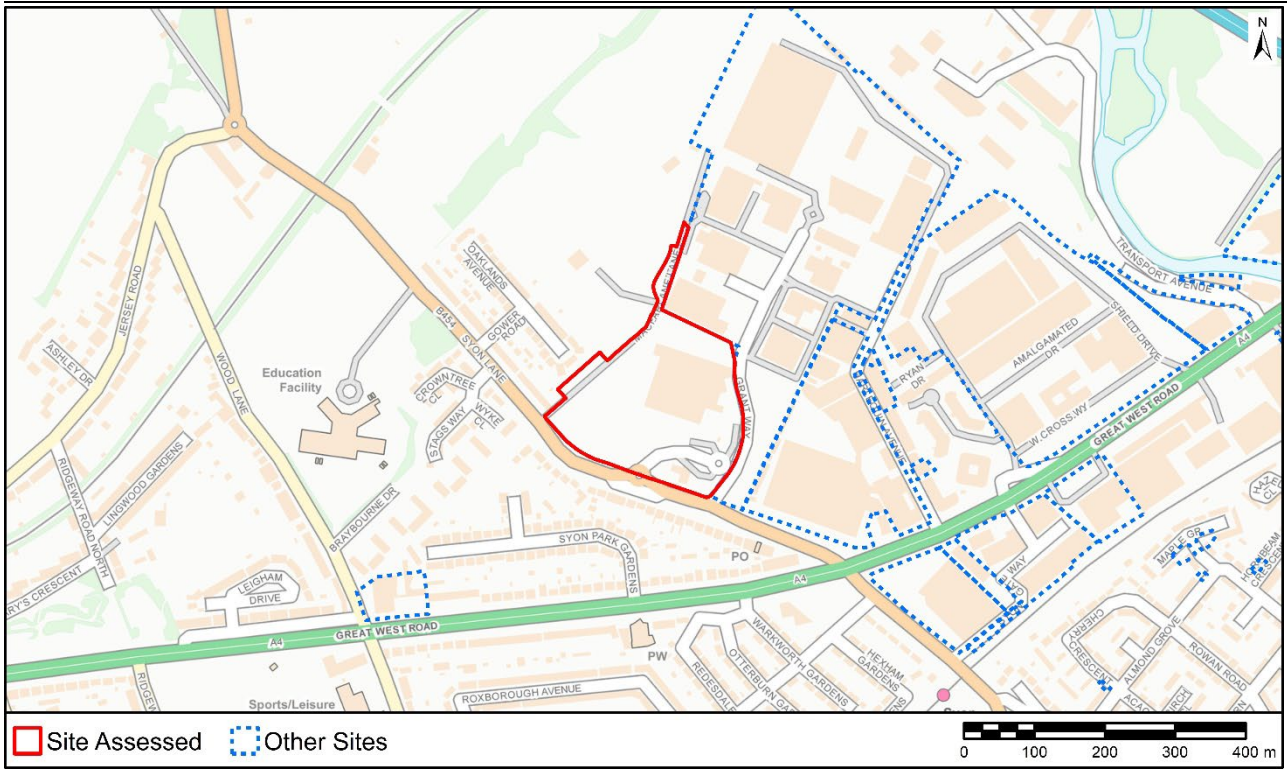 N
JERSEY ROAD
ASHLEY DR
WOOD LANE
B454
SYON LANE
OAKLANDS
AVENUE
GOWER
ROAD
CROWNTREE
CL
WYKE
CL
STAGS WAY
Education
Facility
BRAYBOURNE DR
LINGWOOD GARDENS
RIDGEWAY ROAD NORTH
LEIGHAM
DRIVE
SYON PARK
GARDENS
GRANT WAY
RYAN
DR
AMALGAMATED
DR
SHIELD DRIVE
TRANSPORT AVENUE
W.CROSS.WY
GREAT WEST ROAD
A4
PO
A4
A4
GREAT WEST ROAD
PW
WARKWORTH
GARDENS
HEXHAM
GARDENS
ROXBOROUGH AVENUE
Sports/Leisure
WAY
MAPLE GR
CHERRY
CRESCENT
ALMOND GROVE
ROWAN ROAD
CRESCENT
Site Assessed
Other Sites
0 100 200 300 400 m